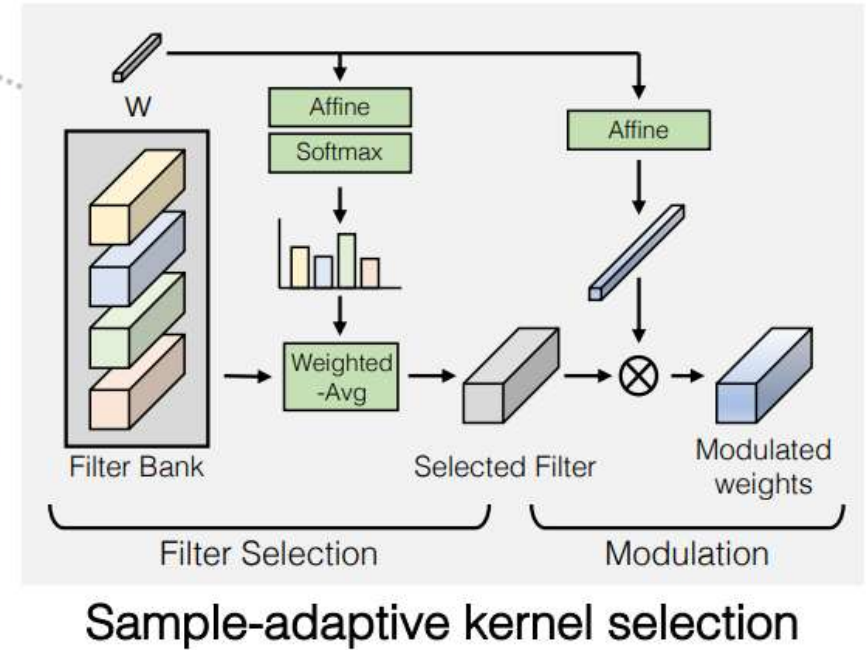 W
Affine
Softmax
Affine
Weighted
-Avg
Filter Bank
Selected Filter
Modulated
weights
Filter Selection
Modulation
Sample-adaptive kernel selection